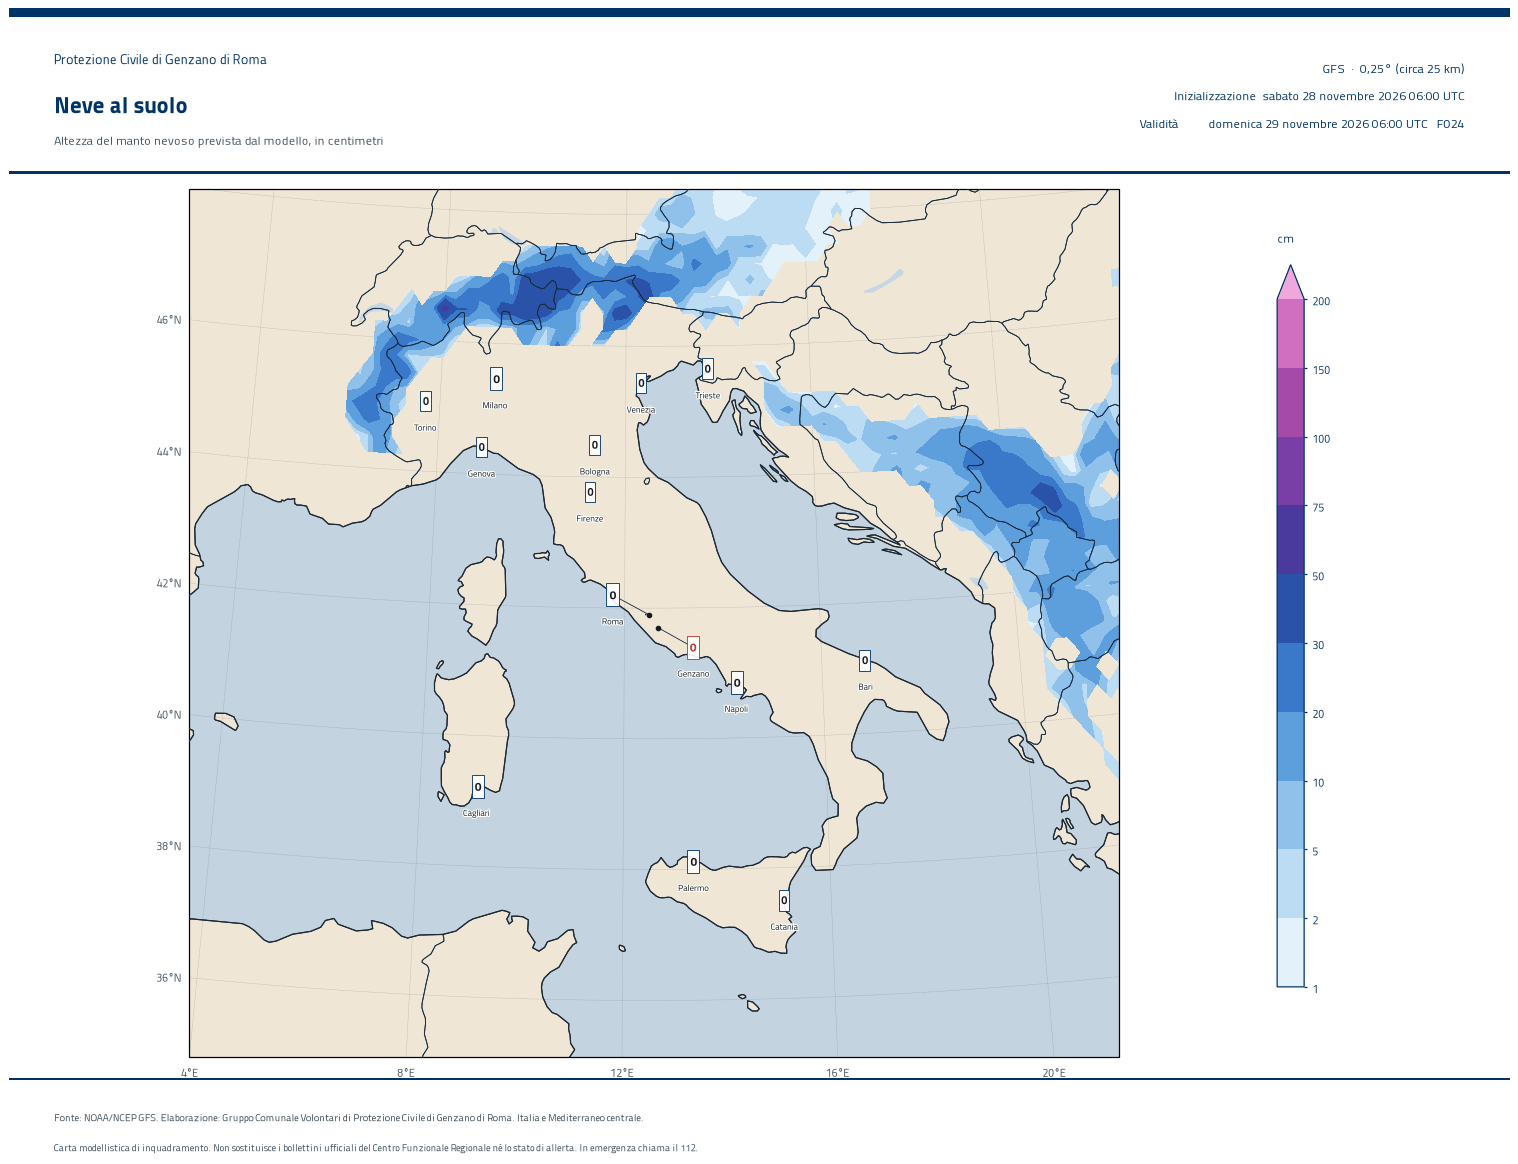 Protezione Civile di Genzano di Roma
Neve al suolo
Altezza del manto nevoso prevista dal modello, in centimetri
GFS · 0,25° (circa 25 km)
Inizializzazione sabato 28 novembre 2026 06:00 UTC
Validità domenica 29 novembre 2026 06:00 UTC F024
cm
200
150
100
75
50
30
20
10
5
2
1
46°N
44°N
42°N
40°N
38°N
36°N
4°E
8°E
12°E
16°E
20°E
0
Trieste
0
Milano
0
Venezia
0
Torino
0
Genova
0
Bologna
0
Firenze
0
Roma
0
Genzano
0
Bari
0
Napoli
0
Cagliari
0
Palermo
0
Catania
Fonte: NOAA/NCEP GFS. Elaborazione: Gruppo Comunale Volontari di Protezione Civile di Genzano di Roma. Italia e Mediterraneo centrale.
Carta modellistica di inquadramento. Non sostituisce i bollettini ufficiali del Centro Funzionale Regionale né lo stato di allerta. In emergenza chiama il 112.